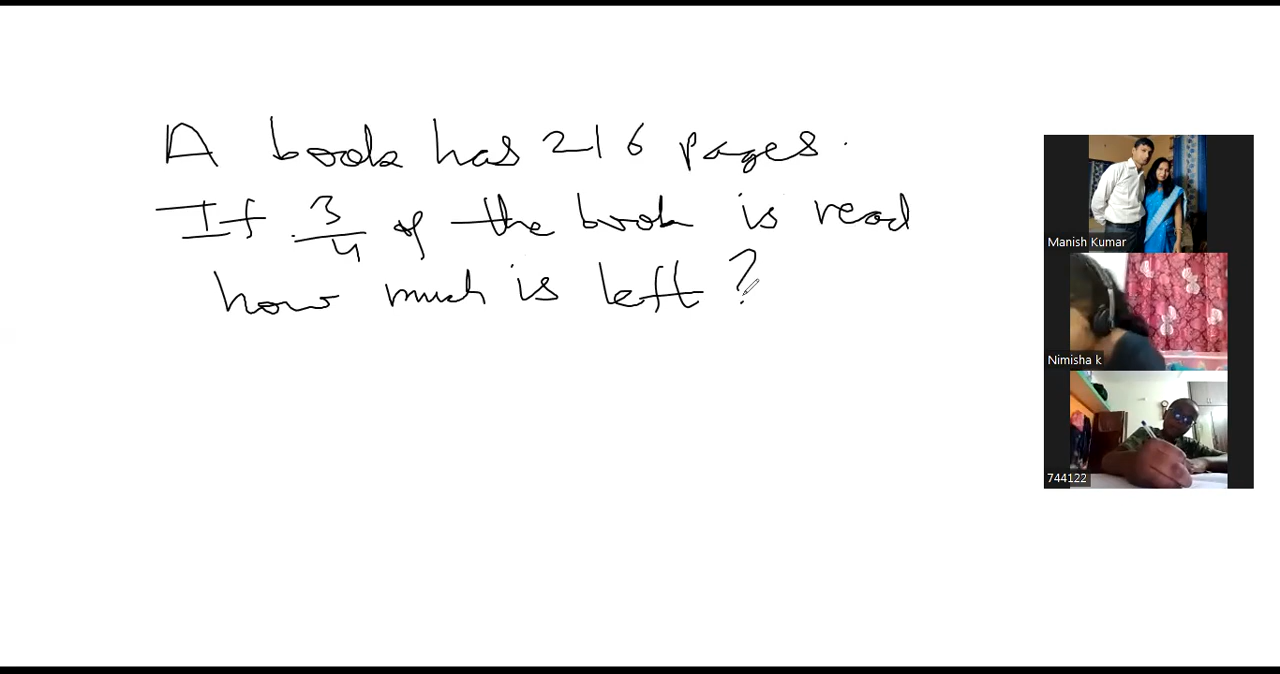 A book has 216 pages.
If 3/4 of the book is read
how much is left ?
Manish Kumar
Nimisha k
744122